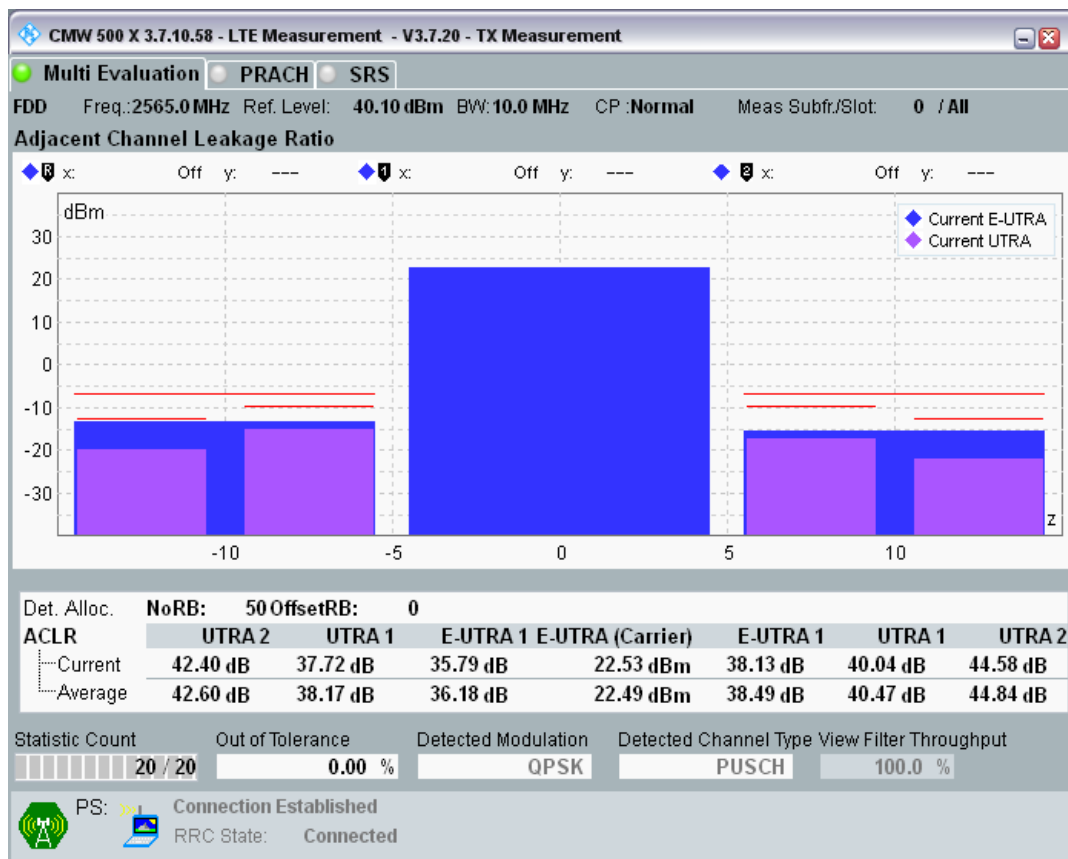 CMW 500 X 3.7.10.58 - LTE Measurement - V3.7.20 - TX Measurement
Multi Evaluation PRACH SRS
FDD Freq.:2565.0 MHz Ref. Level: 40.10 dBm BW: 10.0 MHz CP :Normal Meas Subfr./Slot: 0 / All
Adjacent Channel Leakage Ratio
R x: Off y: --- 1 x: Off y: --- 2 x: Off y: ---
dBm
Current E-UTRA
Current UTRA
30
20
10
0
-10
-20
-30
z
-10 -5 0 5 10
Det. Alloc. NoRB: 50 OffsetRB: 0
ACLR UTRA 2 UTRA 1 E-UTRA 1 E-UTRA (Carrier) E-UTRA 1 UTRA 1 UTRA 2
Current 42.40 dB 37.72 dB 35.79 dB 22.53 dBm 38.13 dB 40.04 dB 44.58 dB
Average 42.60 dB 38.17 dB 36.18 dB 22.49 dBm 38.49 dB 40.47 dB 44.84 dB
Statistic Count Out of Tolerance Detected Modulation Detected Channel Type View Filter Throughput
20 / 20 0.00 % QPSK PUSCH 100.0 %
PS: Connection Established
RRC State: Connected